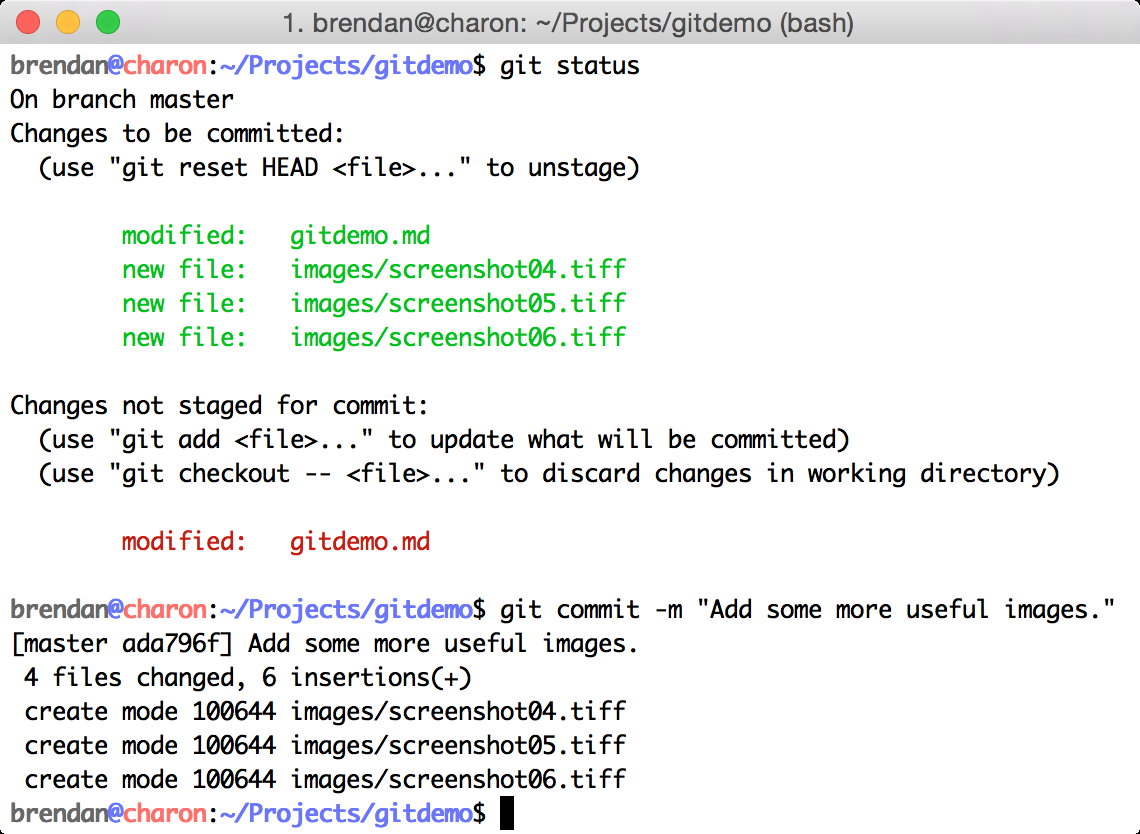 1. brendan@charon: ~/Projects/gitdemo (bash)
brendan@charon:~/Projects/gitdemo$ git status
On branch master
Changes to be committed:
  (use "git reset HEAD <file>..." to unstage)

        modified:   gitdemo.md
        new file:   images/screenshot04.tiff
        new file:   images/screenshot05.tiff
        new file:   images/screenshot06.tiff

Changes not staged for commit:
  (use "git add <file>..." to update what will be committed)
  (use "git checkout -- <file>..." to discard changes in working directory)

        modified:   gitdemo.md

brendan@charon:~/Projects/gitdemo$ git commit -m "Add some more useful images."
[master ada796f] Add some more useful images.
 4 files changed, 6 insertions(+)
 create mode 100644 images/screenshot04.tiff
 create mode 100644 images/screenshot05.tiff
 create mode 100644 images/screenshot06.tiff
brendan@charon:~/Projects/gitdemo$